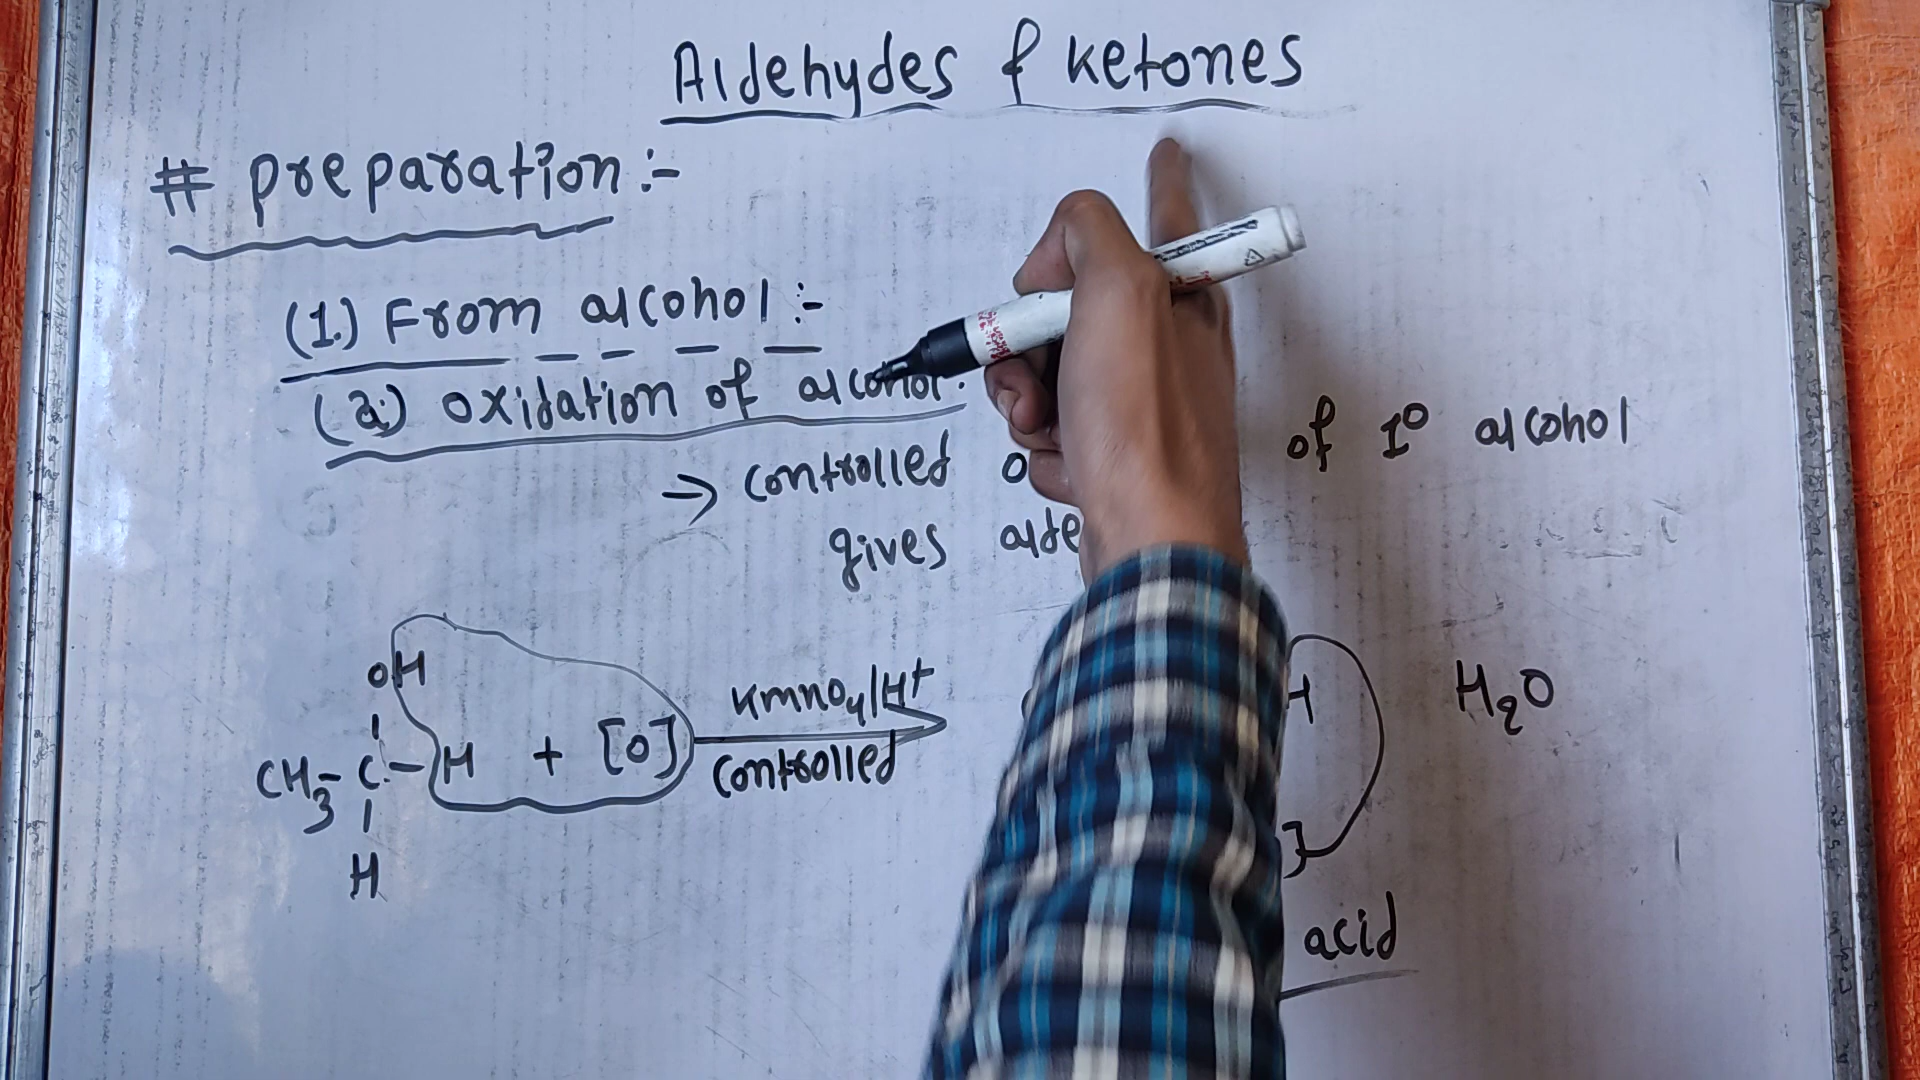 Aldehydes & ketones
# preparation :-
(1.) From alcohol :-
(a.) oxidation of alcohol.
→ controlled o of 1° alcohol
gives alde
OH H H2O
KMnO4/H+
CH3 - C - H + [O] controlled
H ]
acid